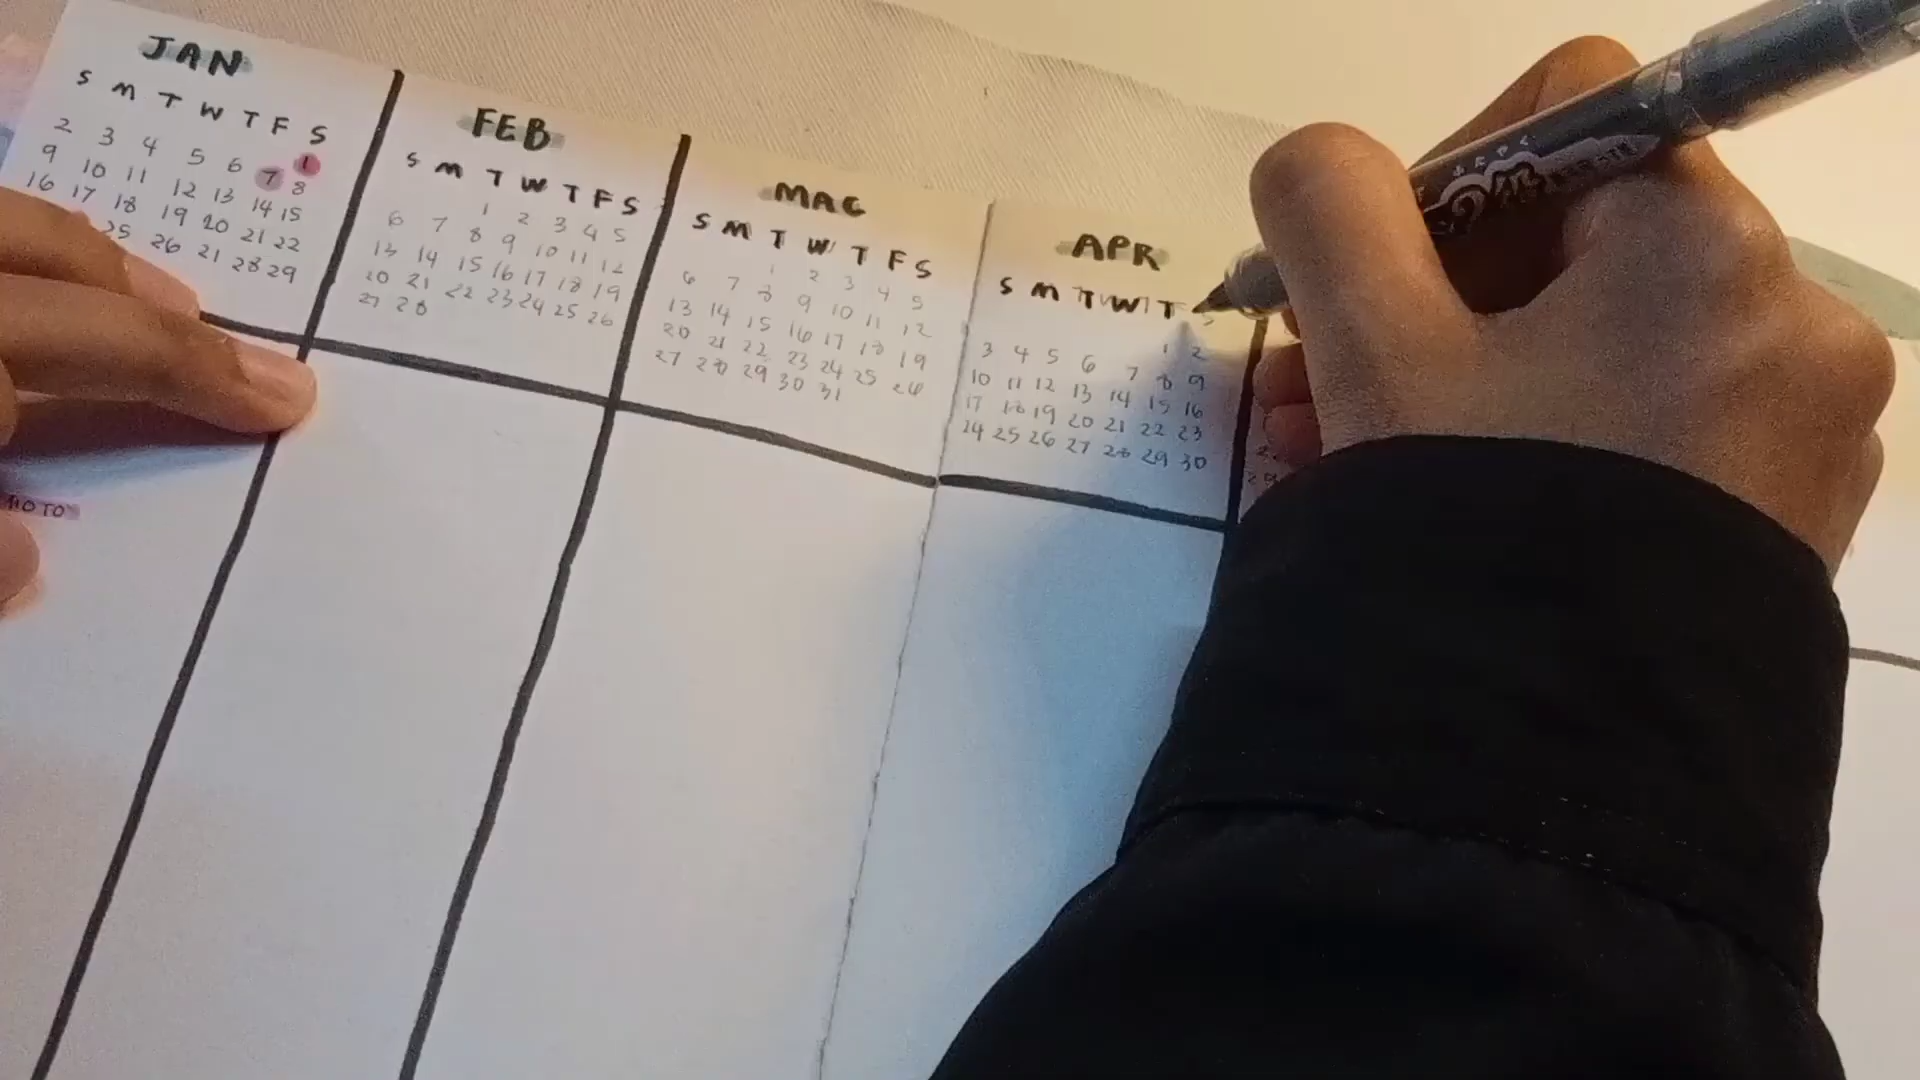 JAN
S M T W T F S
1
2 3 4 5 6 7 8
9 10 11 12 13 14 15
16 17 18 19 20 21 22
25 26 27 28 29
FEB
S M T W T F S
1 2 3 4 5
6 7 8 9 10 11 12
13 14 15 16 17 18 19
20 21 22 23 24 25 26
27 28
MAC
S M T W T F S
1 2 3 4 5
6 7 8 9 10 11 12
13 14 15 16 17 18 19
20 21 22 23 24 25 26
27 28 29 30 31
APR
S M T W T
1 2
3 4 5 6 7 8 9
10 11 12 13 14 15 16
17 18 19 20 21 22 23
24 25 26 27 28 29 30